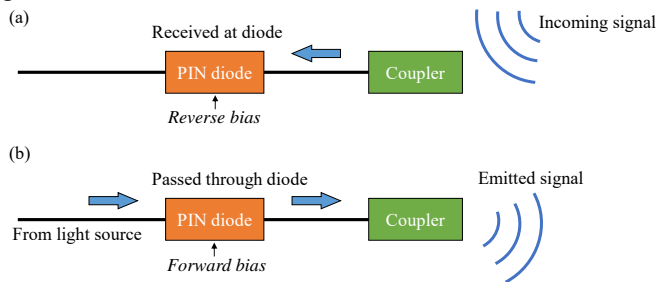 (a)
Incoming signal
Received at diode
PIN diode
Coupler
Reverse bias
(b)
Passed through diode
Emitted signal
PIN diode
Coupler
From light source
Forward bias